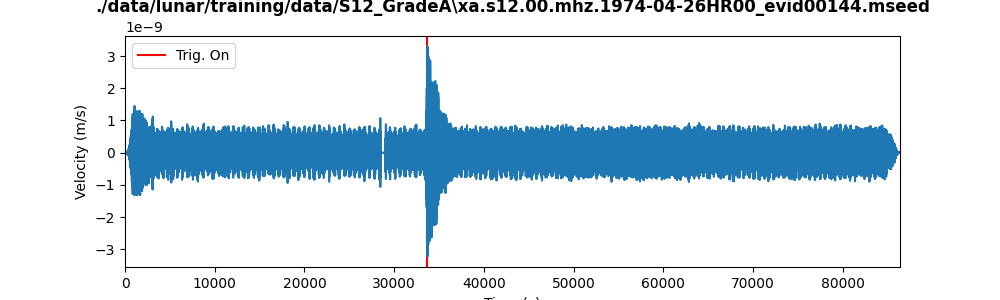 ./data/lunar/training/data/S12_GradeA\xa.s12.00.mhz.1974-04-26HR00_evid00144.mseed
1e−9
Trig. On
3
2
1
0
−1
−2
−3
Velocity (m/s)
0 10000 20000 30000 40000 50000 60000 70000 80000